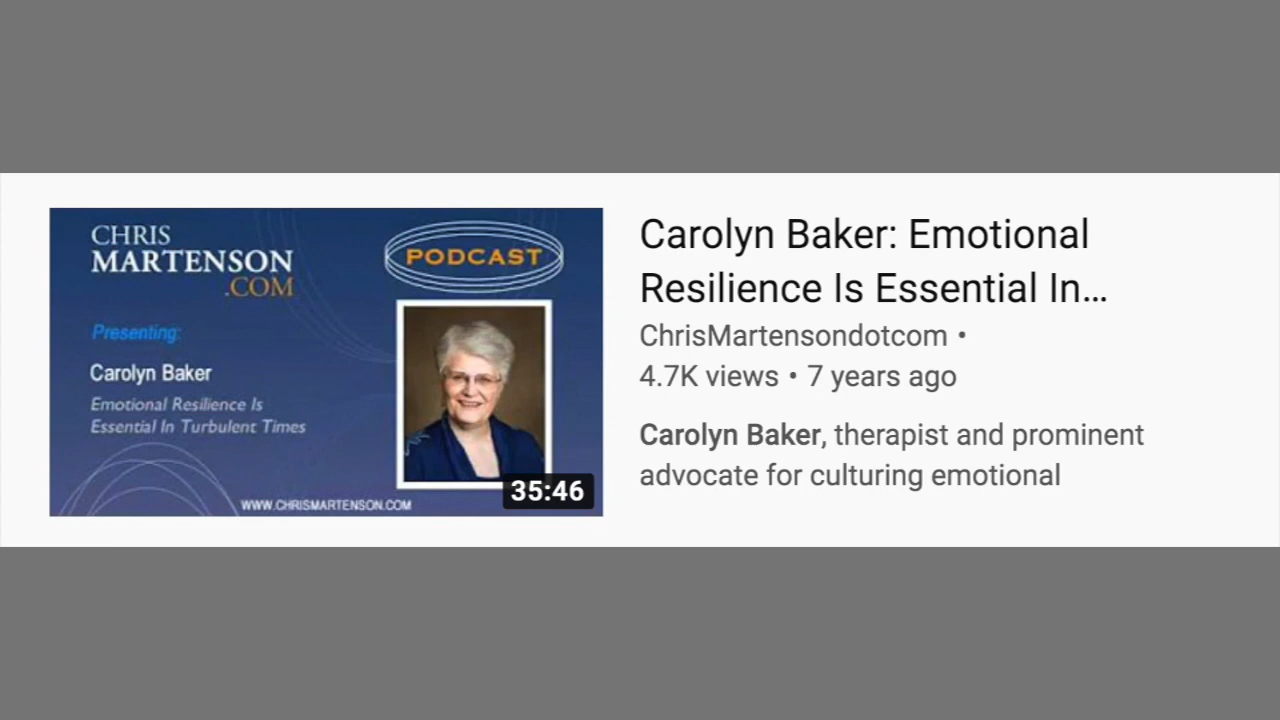 CHRIS
MARTENSON
.COM
PODCAST
Presenting:
Carolyn Baker
Emotional Resilience Is
Essential In Turbulent Times
WWW.CHRISMARTENSON.COM
35:46
Carolyn Baker: Emotional
Resilience Is Essential In…
ChrisMartensondotcom •
4.7K views • 7 years ago
Carolyn Baker, therapist and prominent
advocate for culturing emotional